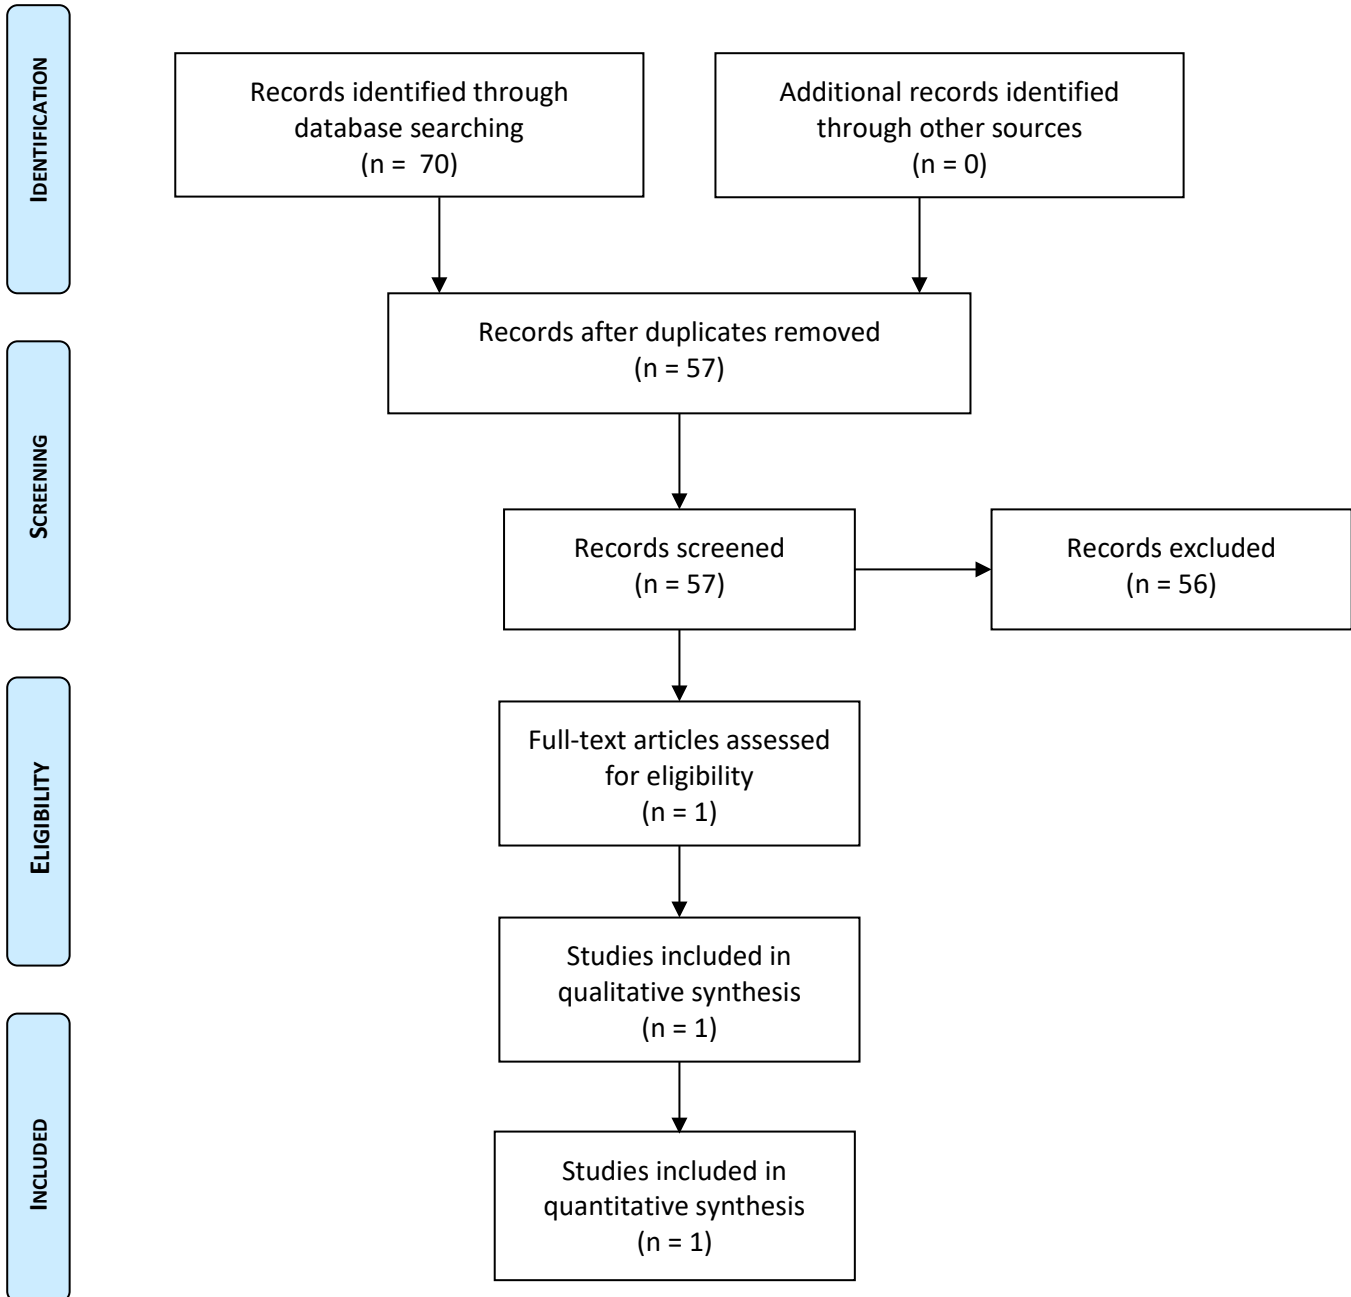 IDENTIFICATION
Records identified through
database searching
(n =  70)
Additional records identified
through other sources
(n = 0)
Records after duplicates removed
(n = 57)
SCREENING
Records screened
(n = 57)
Records excluded
(n = 56)
ELIGIBILITY
Full-text articles assessed
for eligibility
(n = 1)
Studies included in
qualitative synthesis
(n = 1)
INCLUDED
Studies included in
quantitative synthesis
(n = 1)